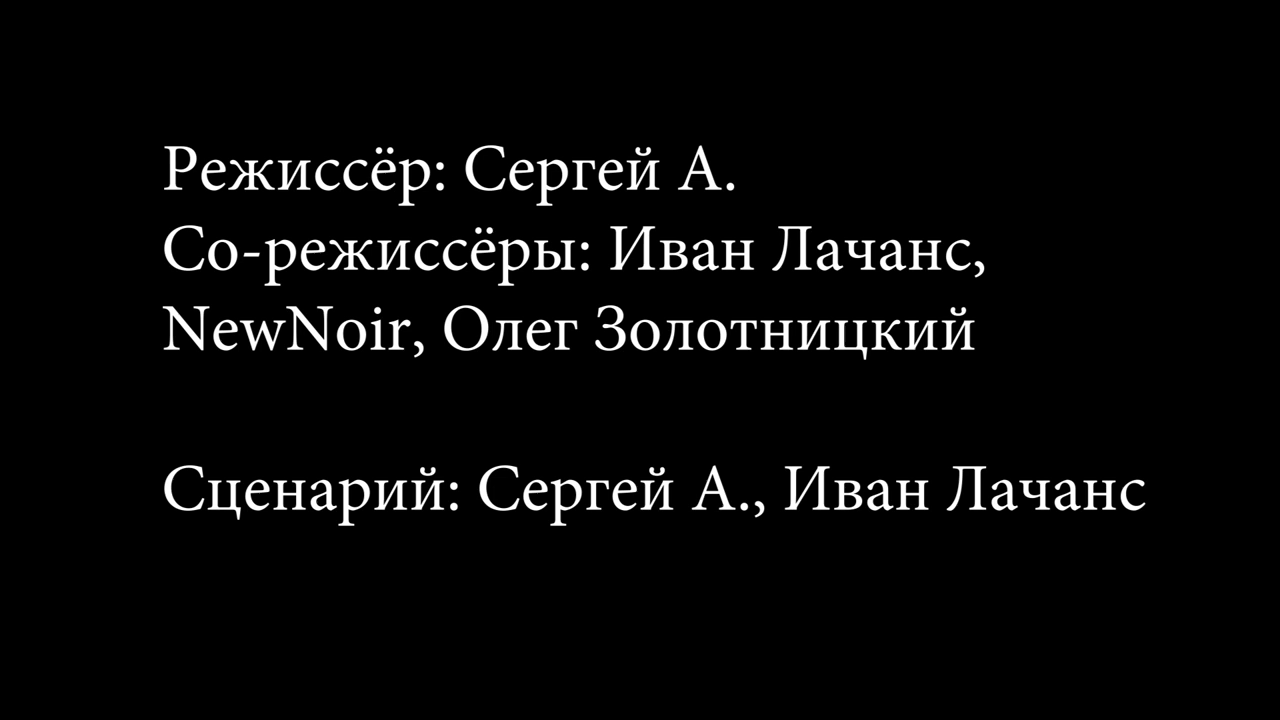 Режиссёр: Сергей А.
Со-режиссёры: Иван Лачанс,
NewNoir, Олег Золотницкий
Сценарий: Сергей А., Иван Лачанс